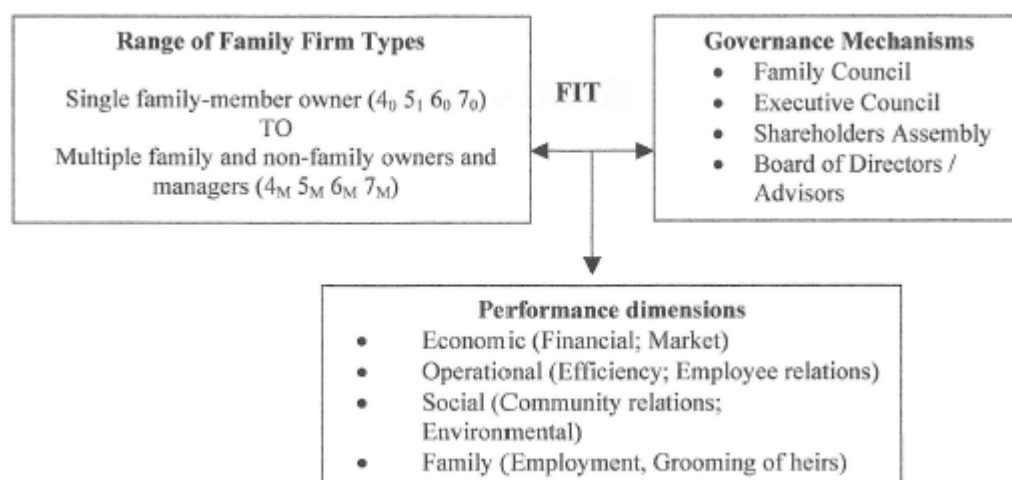 Range of Family Firm Types
Single family-member owner (4₀ 5₁ 6₀ 7₀)
TO
Multiple family and non-family owners and
managers (4M 5M 6M 7M)
FIT
Governance Mechanisms
• Family Council
• Executive Council
• Shareholders Assembly
• Board of Directors /
Advisors
Performance dimensions
• Economic (Financial; Market)
• Operational (Efficiency; Employee relations)
• Social (Community relations;
Environmental)
• Family (Employment, Grooming of heirs)